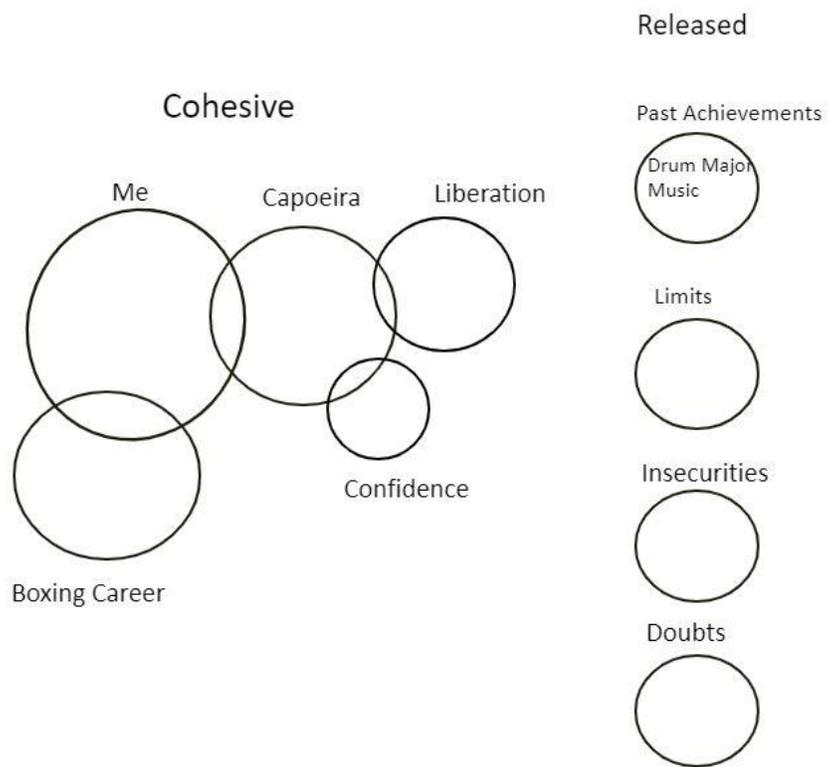 Released
Cohesive
Past Achievements
Drum Major
Music
Me
Capoeira
Liberation
Limits
Confidence
Insecurities
Boxing Career
Doubts